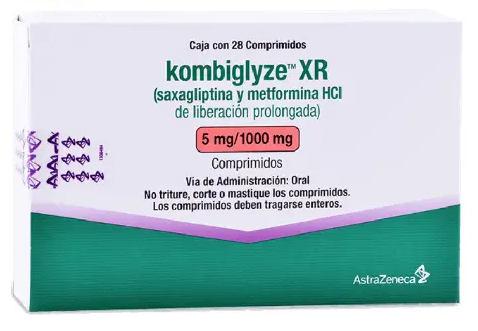 Caja con 28 Comprimidos
kombiglyze™ XR
(saxagliptina y metformina HCl
de liberación prolongada)
5 mg/1000 mg
Comprimidos
Vía de Administración: Oral
No triture, corte o mastique los comprimidos.
Los comprimidos deben tragarse enteros.
AstraZeneca